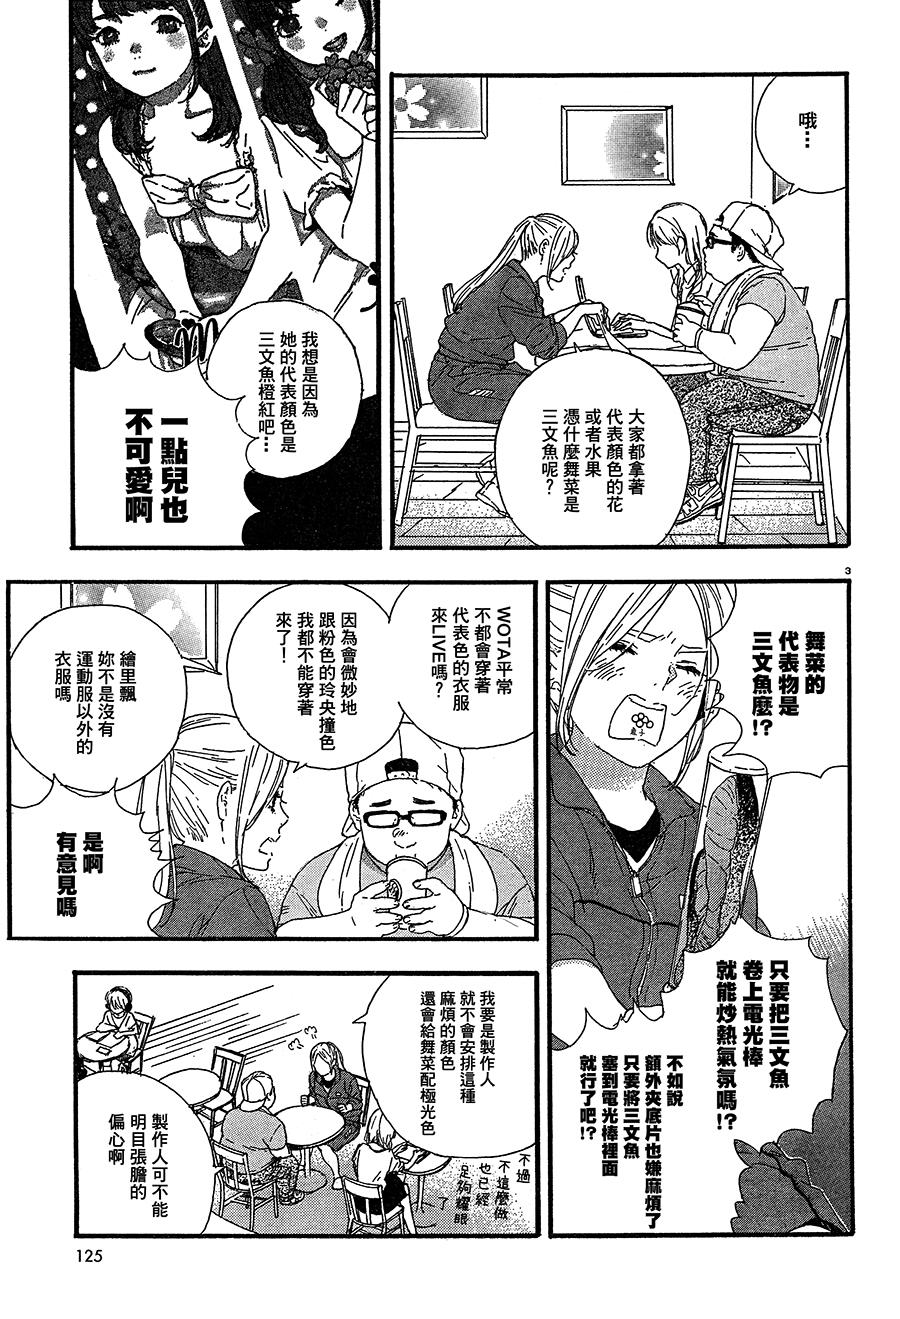 哦…
大家都拿著
代表顏色的花
或者水果
憑什麼舞菜是
三文魚呢?
我想是因為
她的代表顏色是
三文魚橙紅吧…
一點兒也
不可愛啊
3
舞菜的
代表物是
三文魚麼!?
只要把三文魚
卷上電光棒
就能炒熱氣氛嗎!?
不如說
額外夾底片也嫌麻煩了
只要將三文魚
塞到電光棒裡面
就行了吧!?
WOTA平常
不都會穿著
代表色的衣服
來LIVE嗎?
因為會微妙地
跟粉色的玲央撞色
我都不能穿著
來了!
繪里飄
妳不是沒有
運動服以外的
衣服嗎
是啊
有意見嗎
我要是製作人
就不會安排這種
麻煩的顏色
還會給舞菜配極光色
不過
不這麼做
也已經
足夠耀眼
了
製作人可不能
明目張膽的
偏心啊
125